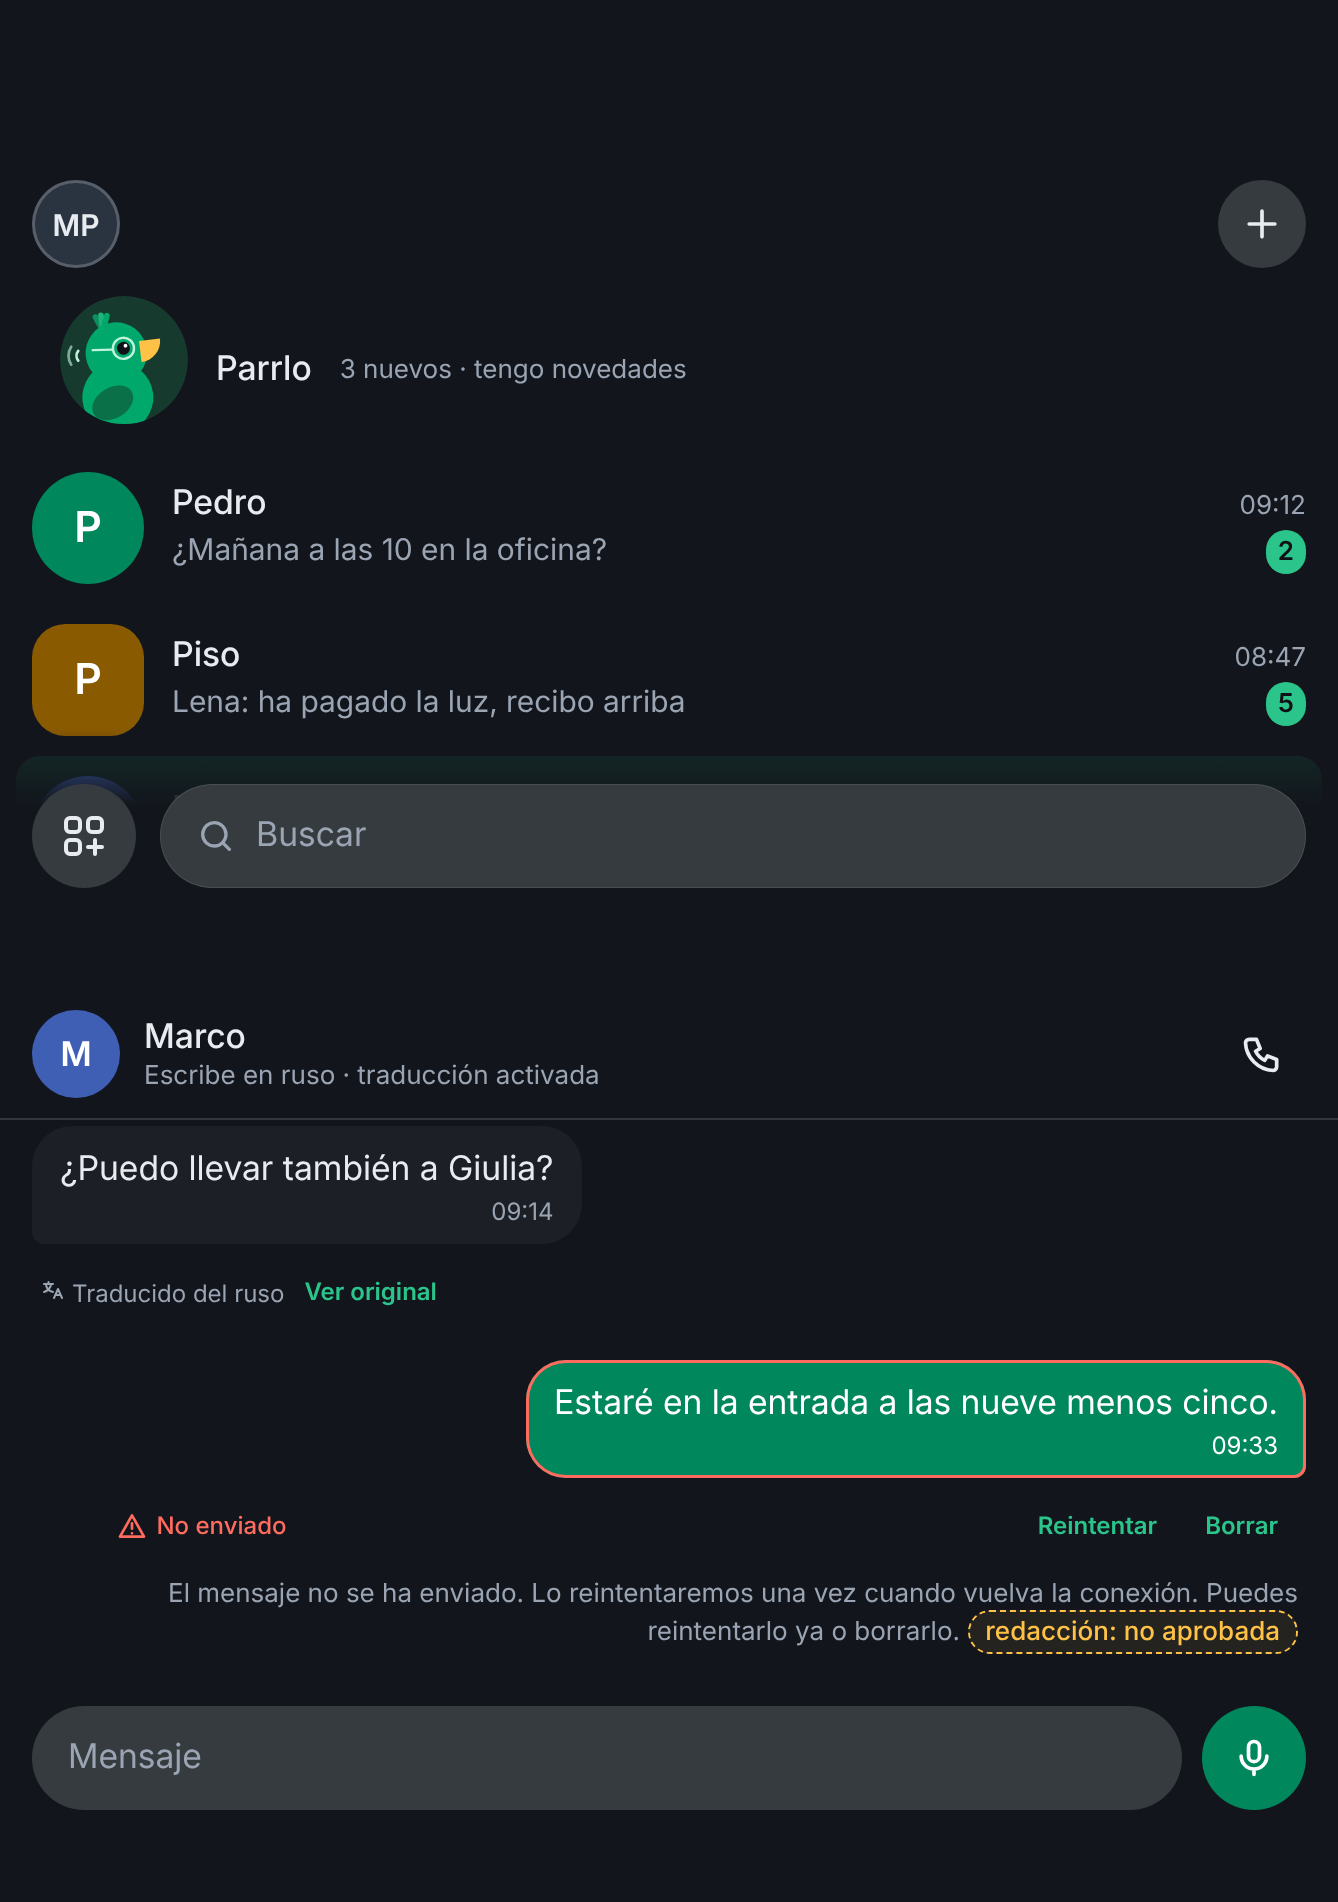 MP
Parrlo 3 nuevos · tengo novedades
P
Pedro
09:12
¿Mañana a las 10 en la oficina?
2
P
Piso
08:47
Lena: ha pagado la luz, recibo arriba
5
Buscar
M
Marco
Escribe en ruso · traducción activada
¿Puedo llevar también a Giulia?
09:14
Traducido del ruso Ver original
Estaré en la entrada a las nueve menos cinco.
09:33
No enviado Reintentar Borrar
El mensaje no se ha enviado. Lo reintentaremos una vez cuando vuelva la conexión. Puedes
reintentarlo ya o borrarlo. redacción: no aprobada
Mensaje